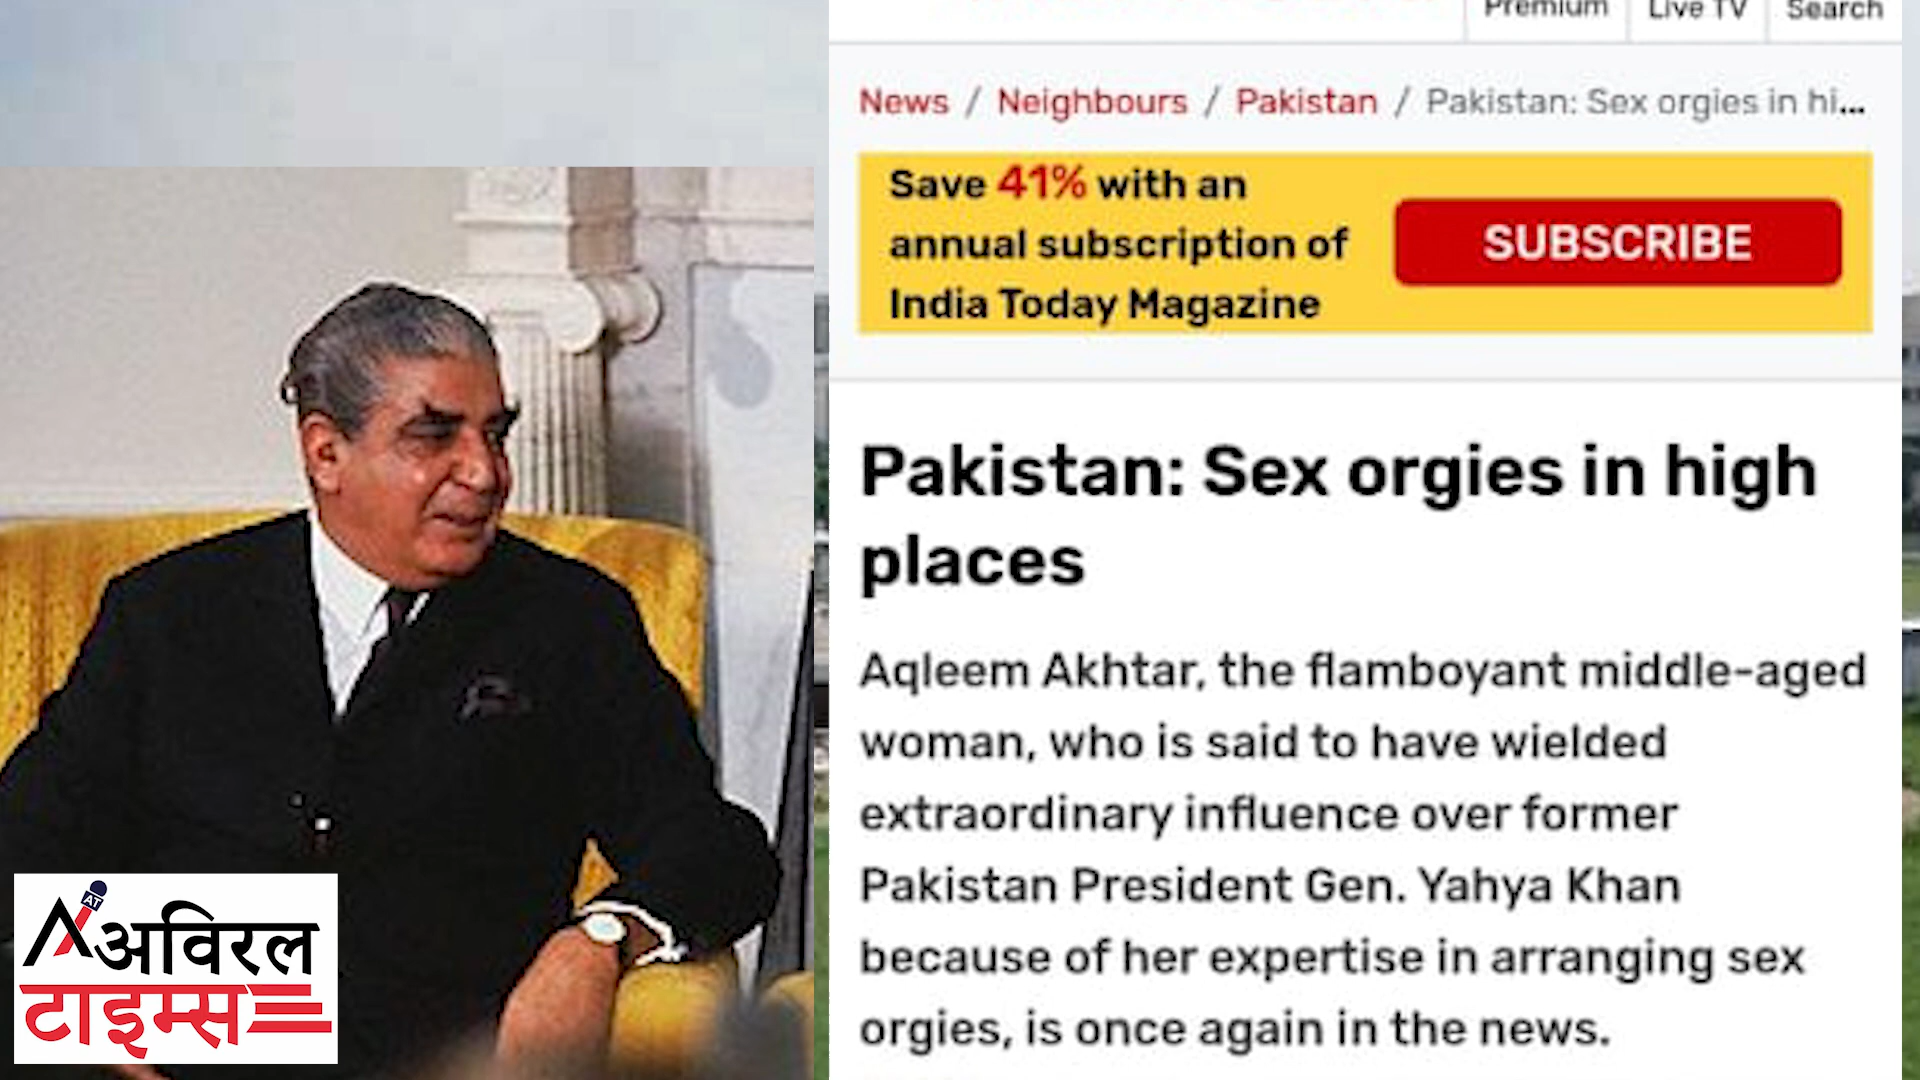 Premium Live TV Search
News / Neighbours / Pakistan / Pakistan: Sex orgies in hi...
Save 41% with an
annual subscription of
India Today Magazine
SUBSCRIBE
Pakistan: Sex orgies in high
places
Aqleem Akhtar, the flamboyant middle-aged
woman, who is said to have wielded
extraordinary influence over former
Pakistan President Gen. Yahya Khan
because of her expertise in arranging sex
orgies, is once again in the news.
AT
अविरल
टाइम्स